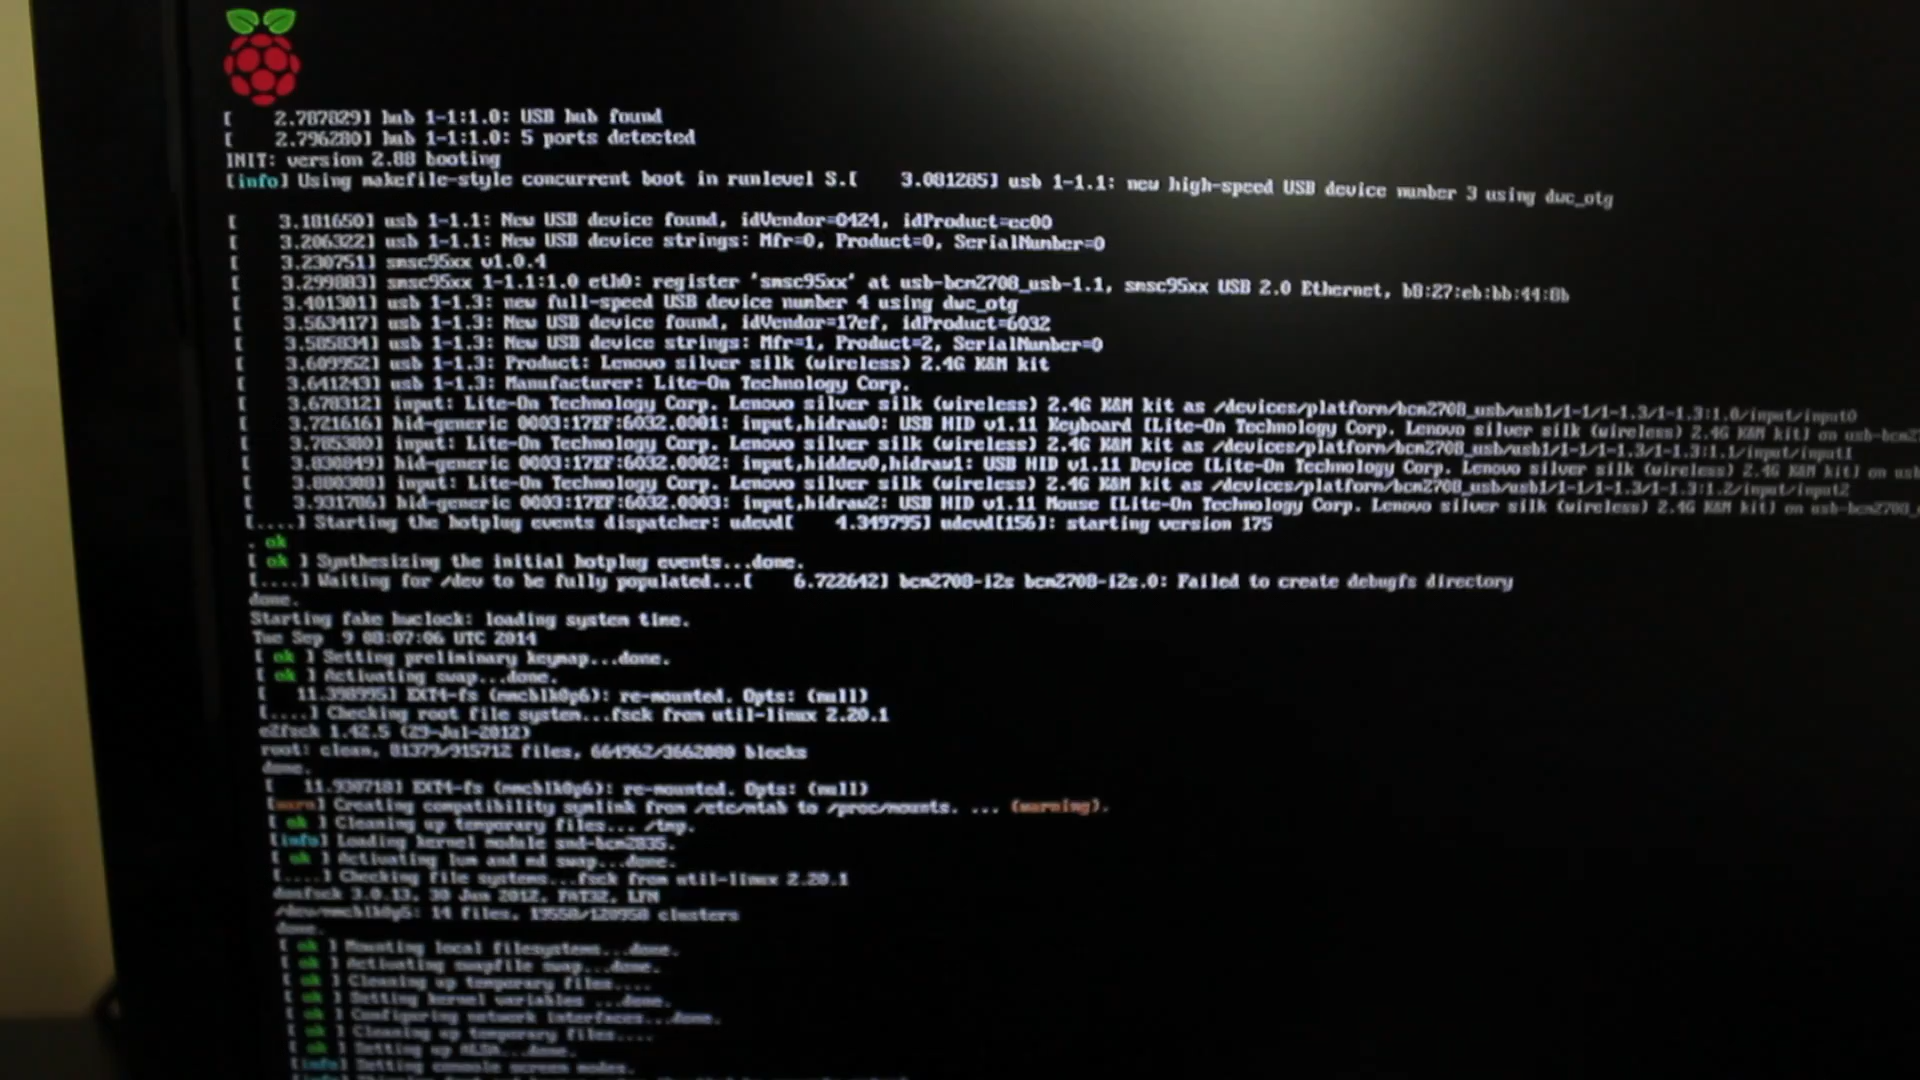 [    2.787829] hub 1-1:1.0: USB hub found
[    2.796280] hub 1-1:1.0: 5 ports detected
INIT: version 2.88 booting
[info] Using makefile-style concurrent boot in runlevel S.[    3.081285] usb 1-1.1: new high-speed USB device number 3 using dwc_otg
[    3.181650] usb 1-1.1: New USB device found, idVendor=0424, idProduct=ec00
[    3.206322] usb 1-1.1: New USB device strings: Mfr=0, Product=0, SerialNumber=0
[    3.230751] smsc95xx v1.0.4
[    3.299883] smsc95xx 1-1.1:1.0 eth0: register 'smsc95xx' at usb-bcm2708_usb-1.1, smsc95xx USB 2.0 Ethernet, b8:27:eb:bb:44:8b
[    3.401301] usb 1-1.3: new full-speed USB device number 4 using dwc_otg
[    3.563417] usb 1-1.3: New USB device found, idVendor=17ef, idProduct=6032
[    3.585834] usb 1-1.3: New USB device strings: Mfr=1, Product=2, SerialNumber=0
[    3.609952] usb 1-1.3: Product: Lenovo silver silk (wireless) 2.4G K&M kit
[    3.641243] usb 1-1.3: Manufacturer: Lite-On Technology Corp.
[    3.678312] input: Lite-On Technology Corp. Lenovo silver silk (wireless) 2.4G K&M kit as /devices/platform/bcm2708_usb/usb1/1-1/1-1.3/1-1.3:1.0/input/input0
[    3.721616] hid-generic 0003:17EF:6032.0001: input,hidraw0: USB HID v1.11 Keyboard [Lite-On Technology Corp. Lenovo silver silk (wireless) 2.4G K&M kit] on usb-bcm27
[    3.785380] input: Lite-On Technology Corp. Lenovo silver silk (wireless) 2.4G K&M kit as /devices/platform/bcm2708_usb/usb1/1-1/1-1.3/1-1.3:1.1/input/input1
[    3.830849] hid-generic 0003:17EF:6032.0002: input,hiddev0,hidraw1: USB HID v1.11 Device [Lite-On Technology Corp. Lenovo silver silk (wireless) 2.4G K&M kit] on usb
[    3.880308] input: Lite-On Technology Corp. Lenovo silver silk (wireless) 2.4G K&M kit as /devices/platform/bcm2708_usb/usb1/1-1/1-1.3/1-1.3:1.2/input/input2
[    3.931786] hid-generic 0003:17EF:6032.0003: input,hidraw2: USB HID v1.11 Mouse [Lite-On Technology Corp. Lenovo silver silk (wireless) 2.4G K&M kit] on usb-bcm2708_
[....] Starting the hotplug events dispatcher: udevd[    4.349795] udevd[156]: starting version 175
. ok
[ ok ] Synthesizing the initial hotplug events...done.
[....] Waiting for /dev to be fully populated...[    6.722642] bcm2708-i2s bcm2708-i2s.0: Failed to create debugfs directory
done.
Starting fake hwclock: loading system time.
Tue Sep  9 08:07:06 UTC 2014
[ ok ] Setting preliminary keymap...done.
[ ok ] Activating swap...done.
[   11.398995] EXT4-fs (mmcblk0p6): re-mounted. Opts: (null)
[....] Checking root file system...fsck from util-linux 2.20.1
e2fsck 1.42.5 (29-Jul-2012)
root: clean, 81379/915712 files, 664962/3662080 blocks
done.
[   11.930718] EXT4-fs (mmcblk0p6): re-mounted. Opts: (null)
[warn] Creating compatibility symlink from /etc/mtab to /proc/mounts. ... (warning).
[ ok ] Cleaning up temporary files... /tmp.
[info] Loading kernel module snd-bcm2835.
[ ok ] Activating lvm and md swap...done.
[....] Checking file systems...fsck from util-linux 2.20.1
dosfsck 3.0.13, 30 Jun 2012, FAT32, LFN
/dev/mmcblk0p5: 14 files, 19558/120958 clusters
done.
[ ok ] Mounting local filesystems...done.
[ ok ] Activating swapfile swap...done.
[ ok ] Cleaning up temporary files....
[ ok ] Setting kernel variables ...done.
[ ok ] Configuring network interfaces...done.
[ ok ] Cleaning up temporary files....
[ ok ] Setting up ALSA...done.
[info] Setting console screen modes.